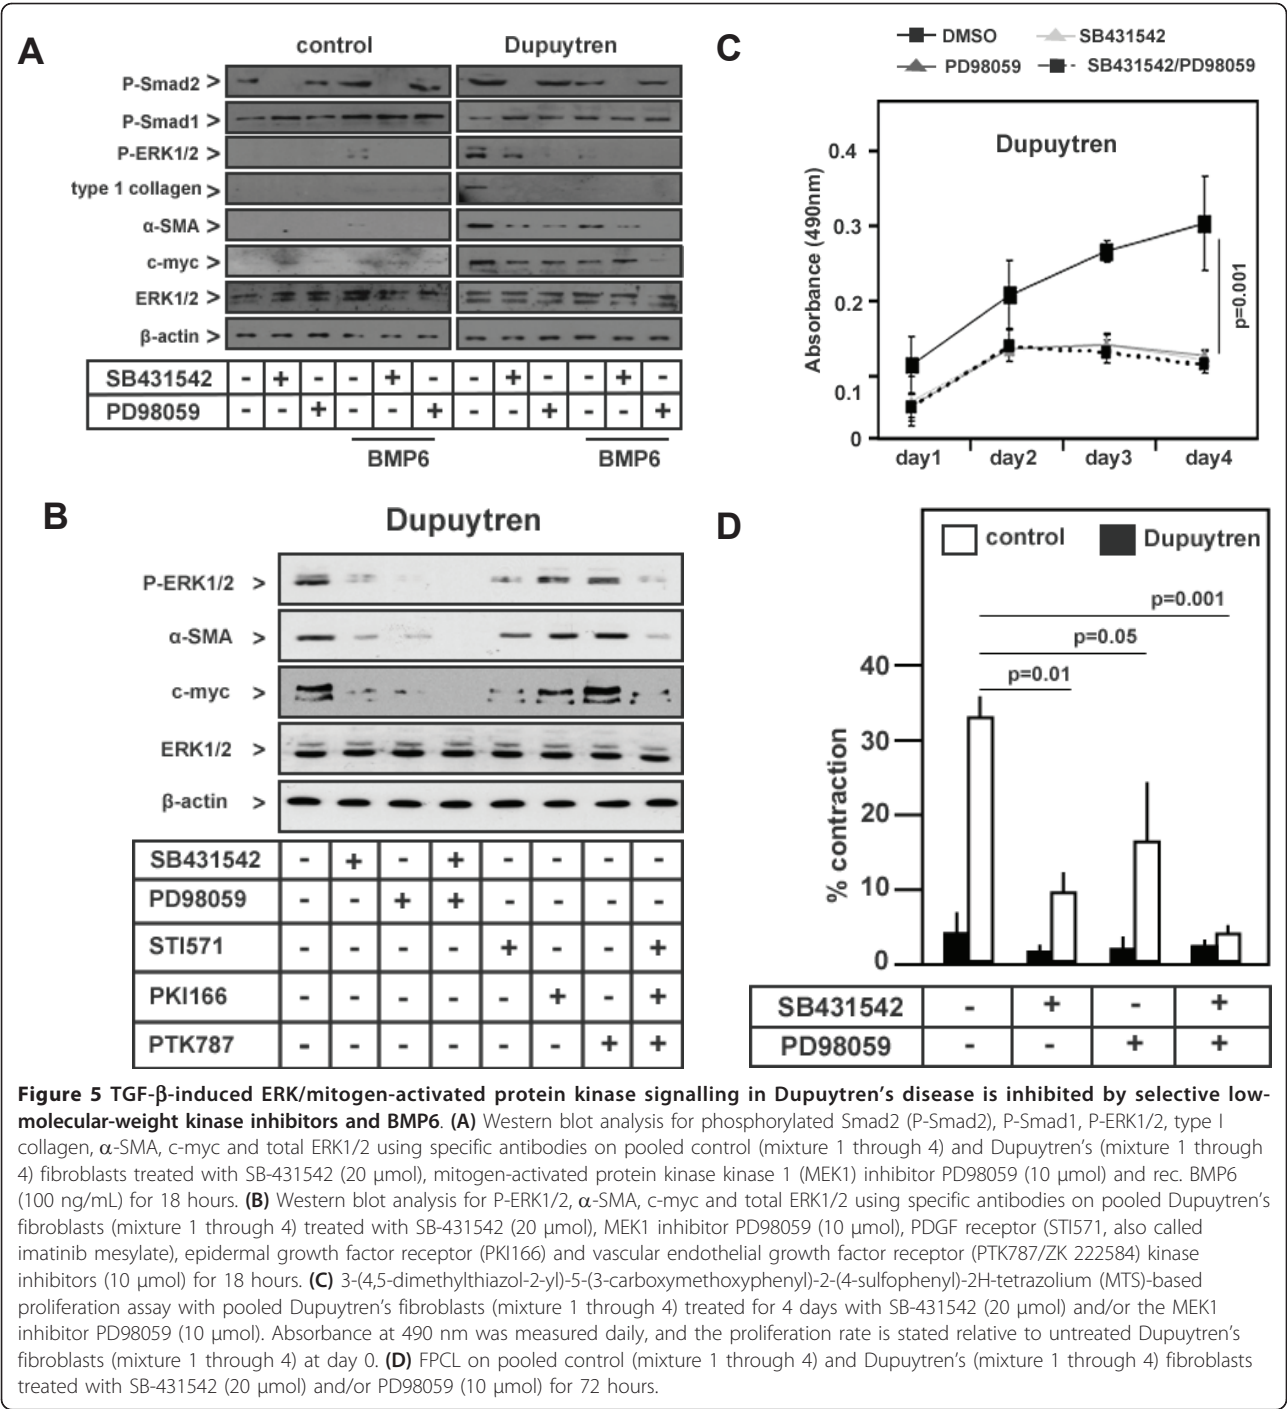 A
control
Dupuytren
P-Smad2 >
P-Smad1 >
P-ERK1/2 >
type 1 collagen >
α-SMA >
c-myc >
ERK1/2 >
β-actin >
SB431542 - + - - + - - + - - + -
PD98059 - - + - - + - - + - - +
BMP6
BMP6
B
Dupuytren
P-ERK1/2 >
α-SMA >
c-myc >
ERK1/2 >
β-actin >
SB431542 - + - + - - - -
PD98059 - - + + - - - -
STI571 - - - - + - - +
PKI166 - - - - - + - +
PTK787 - - - - - - + +
C
DMSO
SB431542
PD98059
SB431542/PD98059
Dupuytren
Absorbance (490nm)
0.4
0.3
0.2
0.1
0
p=0.001
day1 day2 day3 day4
D
control
Dupuytren
p=0.001
p=0.05
p=0.01
% contraction
40
30
20
10
0
SB431542 - + - +
PD98059 - - + +
Figure 5 TGF-β-induced ERK/mitogen-activated protein kinase signalling in Dupuytren’s disease is inhibited by selective low-
molecular-weight kinase inhibitors and BMP6. (A) Western blot analysis for phosphorylated Smad2 (P-Smad2), P-Smad1, P-ERK1/2, type I
collagen, α-SMA, c-myc and total ERK1/2 using specific antibodies on pooled control (mixture 1 through 4) and Dupuytren’s (mixture 1 through
4) fibroblasts treated with SB-431542 (20 μmol), mitogen-activated protein kinase kinase 1 (MEK1) inhibitor PD98059 (10 μmol) and rec. BMP6
(100 ng/mL) for 18 hours. (B) Western blot analysis for P-ERK1/2, α-SMA, c-myc and total ERK1/2 using specific antibodies on pooled Dupuytren’s
fibroblasts (mixture 1 through 4) treated with SB-431542 (20 μmol), MEK1 inhibitor PD98059 (10 μmol), PDGF receptor (STI571, also called
imatinib mesylate), epidermal growth factor receptor (PKI166) and vascular endothelial growth factor receptor (PTK787/ZK 222584) kinase
inhibitors (10 μmol) for 18 hours. (C) 3-(4,5-dimethylthiazol-2-yl)-5-(3-carboxymethoxyphenyl)-2-(4-sulfophenyl)-2H-tetrazolium (MTS)-based
proliferation assay with pooled Dupuytren’s fibroblasts (mixture 1 through 4) treated for 4 days with SB-431542 (20 μmol) and/or the MEK1
inhibitor PD98059 (10 μmol). Absorbance at 490 nm was measured daily, and the proliferation rate is stated relative to untreated Dupuytren’s
fibroblasts (mixture 1 through 4) at day 0. (D) FPCL on pooled control (mixture 1 through 4) and Dupuytren’s (mixture 1 through 4) fibroblasts
treated with SB-431542 (20 μmol) and/or PD98059 (10 μmol) for 72 hours.